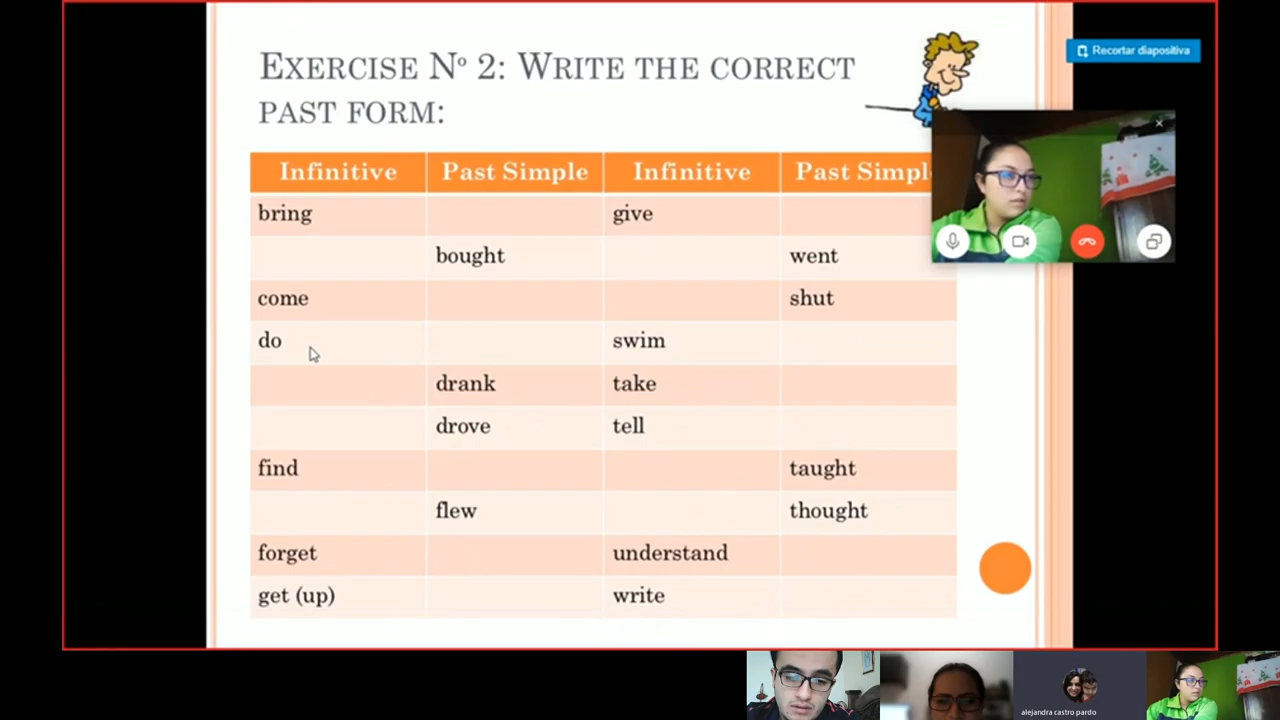 EXERCISE Nº 2: WRITE THE CORRECT
PAST FORM:
Recortar diapositiva
Infinitive Past Simple Infinitive Past Simpl
bring give
bought went
come shut
do swim
drank take
drove tell
find taught
flew thought
forget understand
get (up) write
alejandra castro pardo